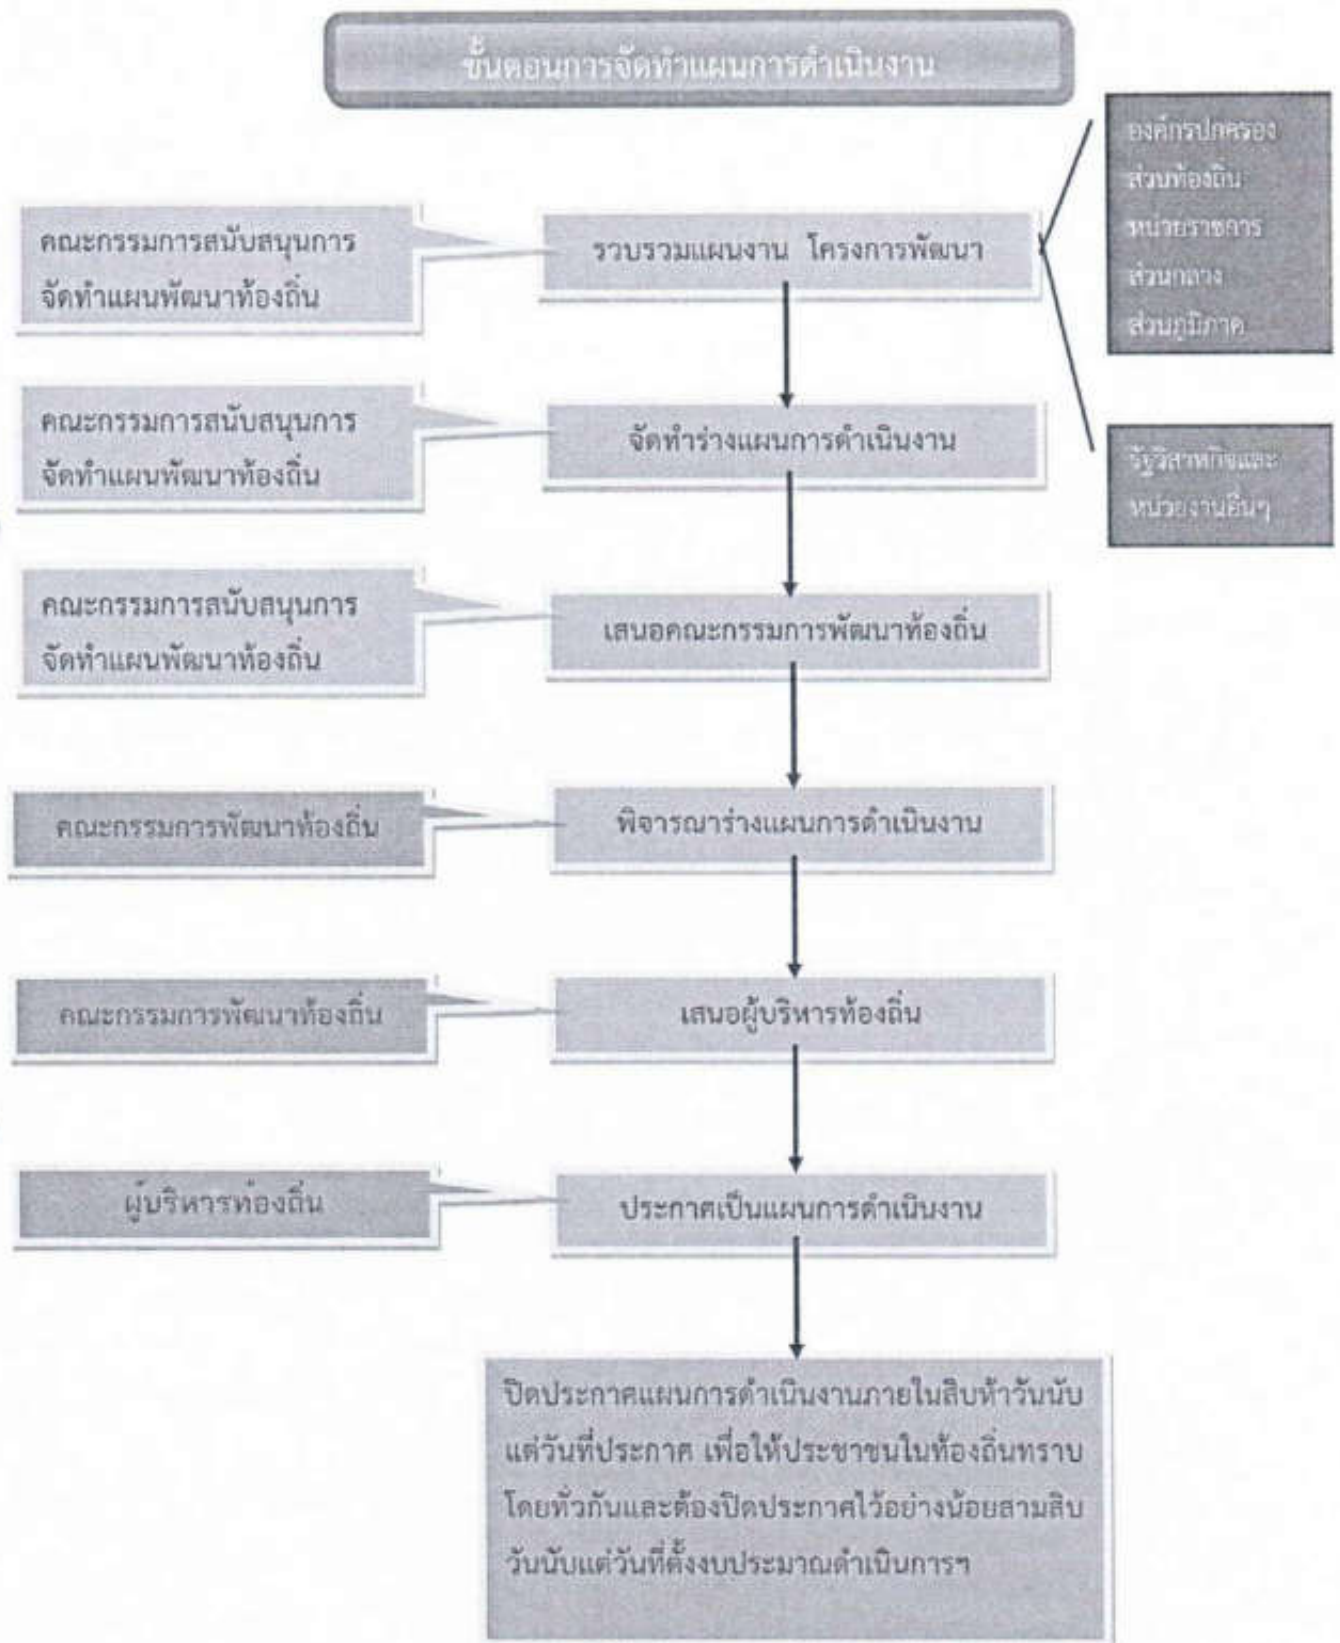 ขั้นตอนการจัดทำแผนการดำเนินงาน
องค์กรปกครอง
ส่วนท้องถิ่น
หน่วยราชการ
ส่วนกลาง
ส่วนภูมิภาค
คณะกรรมการสนับสนุนการ
จัดทำแผนพัฒนาท้องถิ่น
รวบรวมแผนงาน โครงการพัฒนา
คณะกรรมการสนับสนุนการ
จัดทำแผนพัฒนาท้องถิ่น
จัดทำร่างแผนการดำเนินงาน
รัฐวิสาหกิจและ
หน่วยงานอื่นๆ
คณะกรรมการสนับสนุนการ
จัดทำแผนพัฒนาท้องถิ่น
เสนอคณะกรรมการพัฒนาท้องถิ่น
คณะกรรมการพัฒนาท้องถิ่น
พิจารณาร่างแผนการดำเนินงาน
คณะกรรมการพัฒนาท้องถิ่น
เสนอผู้บริหารท้องถิ่น
ผู้บริหารท้องถิ่น
ประกาศเป็นแผนการดำเนินงาน
ปิดประกาศแผนการดำเนินงานภายในสิบห้าวันนับ
แต่วันที่ประกาศ เพื่อให้ประชาชนในท้องถิ่นทราบ
โดยทั่วกันและต้องปิดประกาศไว้อย่างน้อยสามสิบ
วันนับแต่วันที่ตั้งงบประมาณดำเนินการฯ